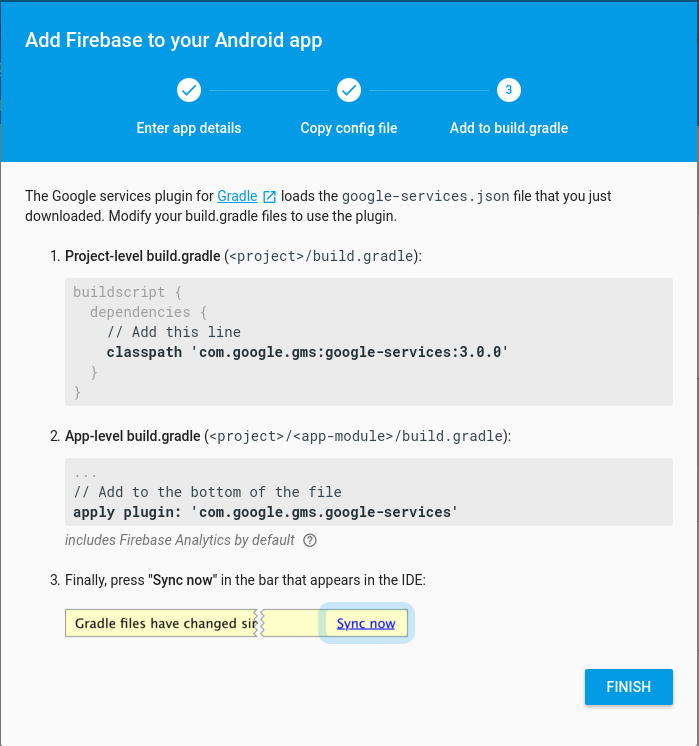 Add Firebase to your Android app
3
Enter app details Copy config file Add to build.gradle
The Google services plugin for Gradle loads the google-services.json file that you just
downloaded. Modify your build.gradle files to use the plugin.
1. Project-level build.gradle (<project>/build.gradle):
buildscript {
dependencies {
// Add this line
classpath 'com.google.gms:google-services:3.0.0'
}
}
2. App-level build.gradle (<project>/<app-module>/build.gradle):
...
// Add to the bottom of the file
apply plugin: 'com.google.gms.google-services'
includes Firebase Analytics by default ?
3. Finally, press "Sync now" in the bar that appears in the IDE:
Gradle files have changed sin Sync now
FINISH